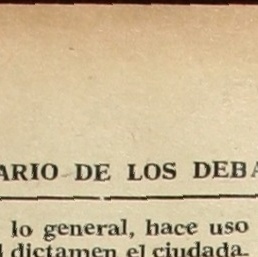 ARIO DE LOS DEBA
lo general, hace uso
l dictamen el ciudada-